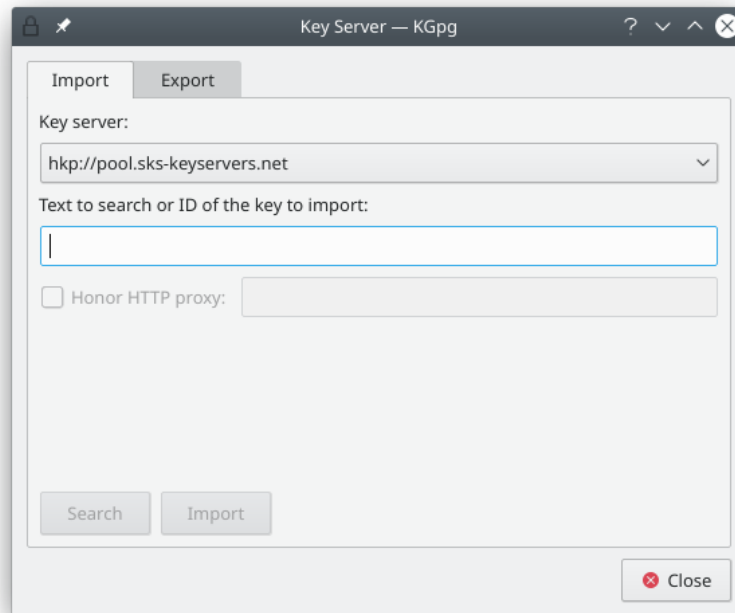 Key Server — KGpg
Import Export
Key server:
hkp://pool.sks-keyservers.net
Text to search or ID of the key to import:
Honor HTTP proxy:
Search Import
Close